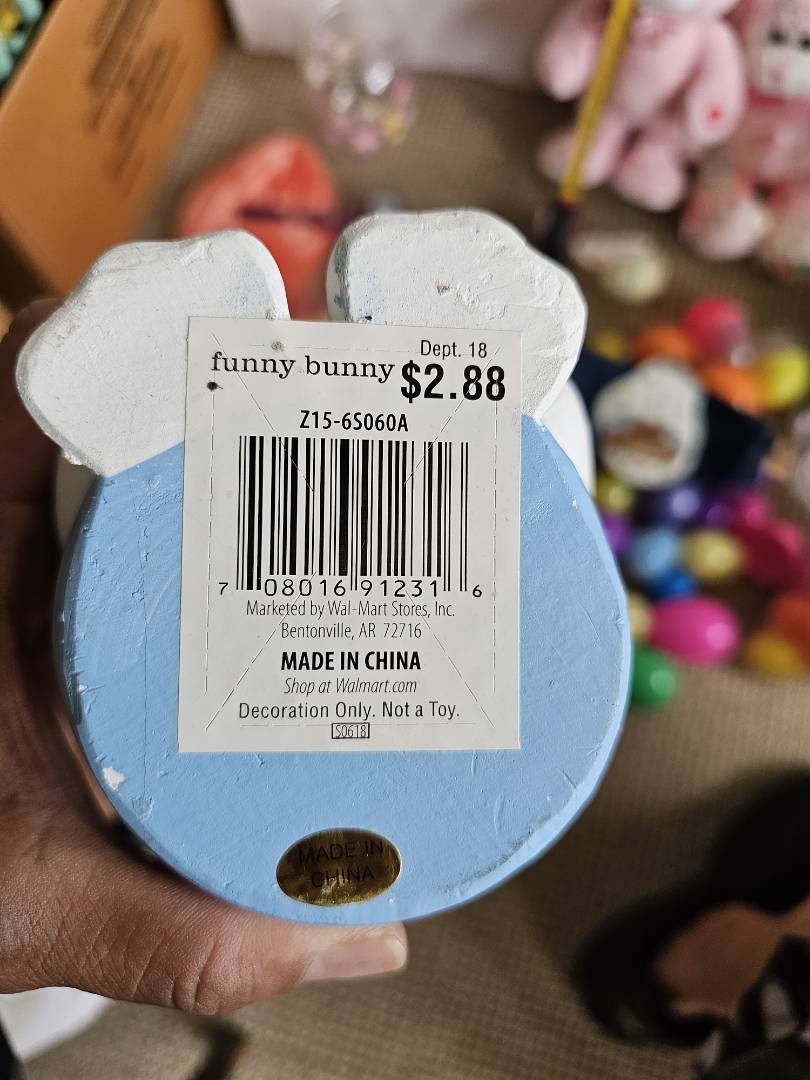 Dept. 18
funny bunny $2.88
Z15-6S060A
7 08016 91231 6
Marketed by Wal-Mart Stores, Inc.
Bentonville, AR 72716
MADE IN CHINA
Shop at Walmart.com
Decoration Only. Not a Toy.
S0618
MADE IN
CHINA